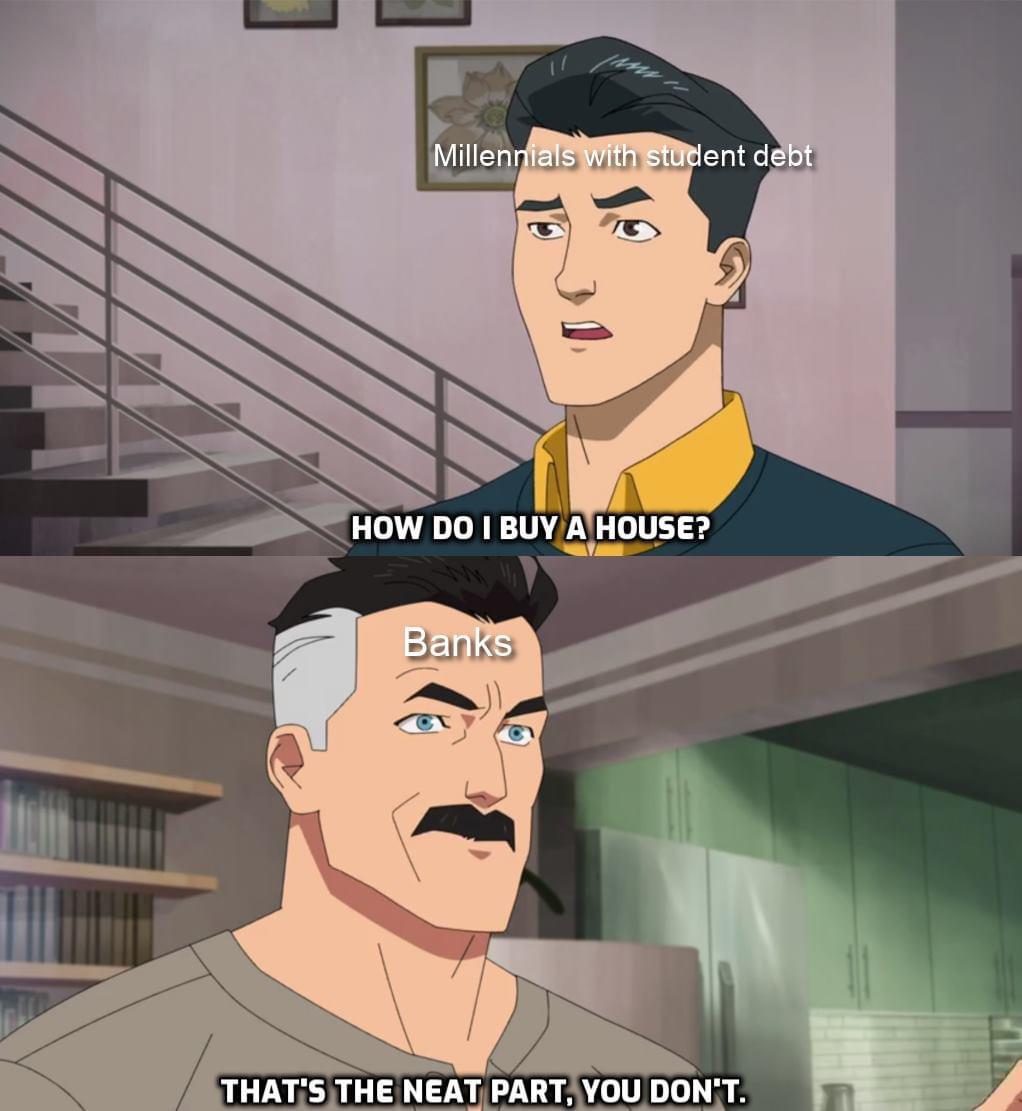 Millennials with student debt
HOW DO I BUY A HOUSE?
Banks
THAT'S THE NEAT PART, YOU DON'T.